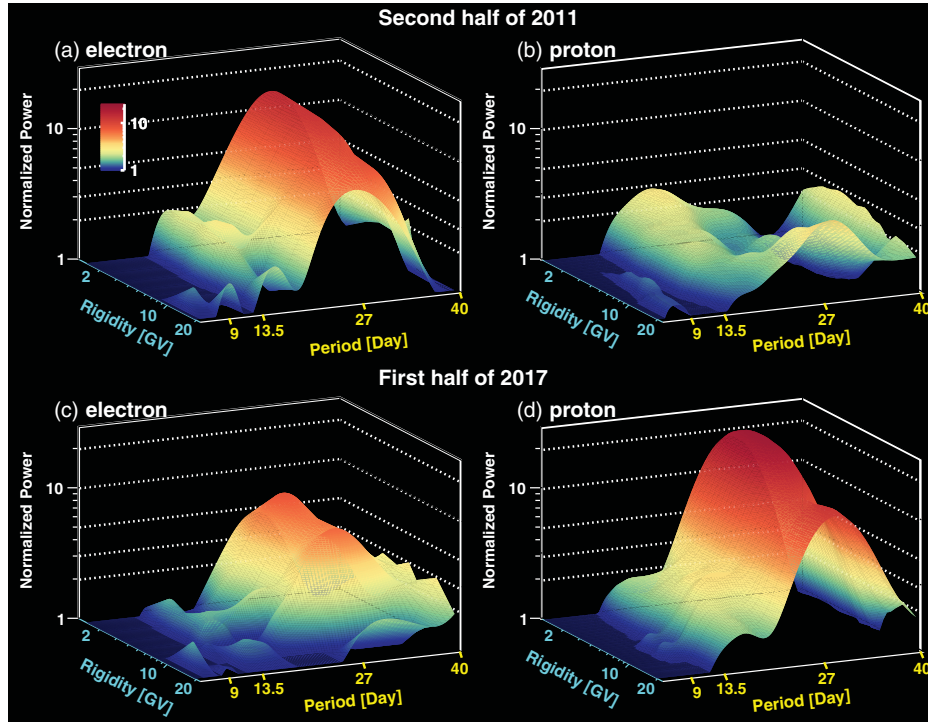 Second half of 2011
(a) electron
(b) proton
Normalized Power
10
1
10
1
2
10
20
Rigidity [GV]
9
13.5
27
40
Period [Day]
Normalized Power
10
1
2
10
20
Rigidity [GV]
9
13.5
27
40
Period [Day]
First half of 2017
(c) electron
(d) proton
Normalized Power
10
1
2
10
20
Rigidity [GV]
9
13.5
27
40
Period [Day]
Normalized Power
10
1
2
10
20
Rigidity [GV]
9
13.5
27
40
Period [Day]